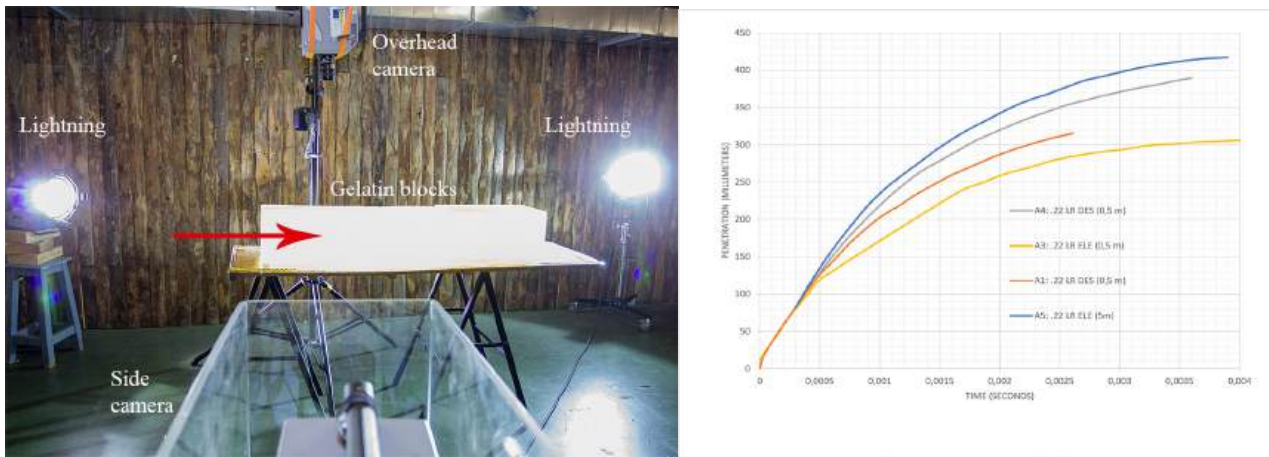 Overhead
camera
Lightning
Lightning
Gelatin blocks
Side
camera
450
400
350
300
250
200
150
100
50
0
PENETRATION (MILLIMETERS)
A4: .22 LR DES (0,5 m)
A3: .22 LR ELE (0,5 m)
A1: .22 LR DES (0,5 m)
A5: .22 LR ELE (5m)
0 0,0005 0,001 0,0015 0,002 0,0025 0,003 0,0035 0,004
TIME (SECONDS)